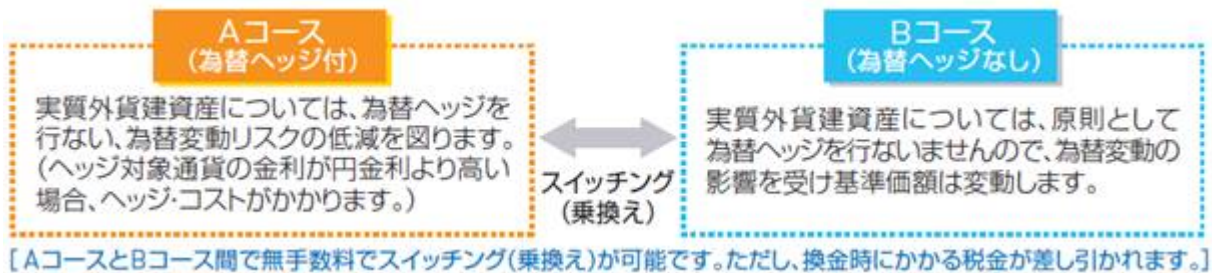 Aコース
(為替ヘッジ付)
実質外貨建資産については、為替ヘッジを
行ない、為替変動リスクの低減を図ります。
(ヘッジ対象通貨の金利が円金利より高い
場合、ヘッジ・コストがかかります。)
スイッチング
(乗換え)
Bコース
(為替ヘッジなし)
実質外貨建資産については、原則として
為替ヘッジを行ないませんので、為替変動の
影響を受け基準価額は変動します。
[AコースとBコース間で無手数料でスイッチング(乗換え)が可能です。ただし、換金時にかかる税金が差し引かれます。]